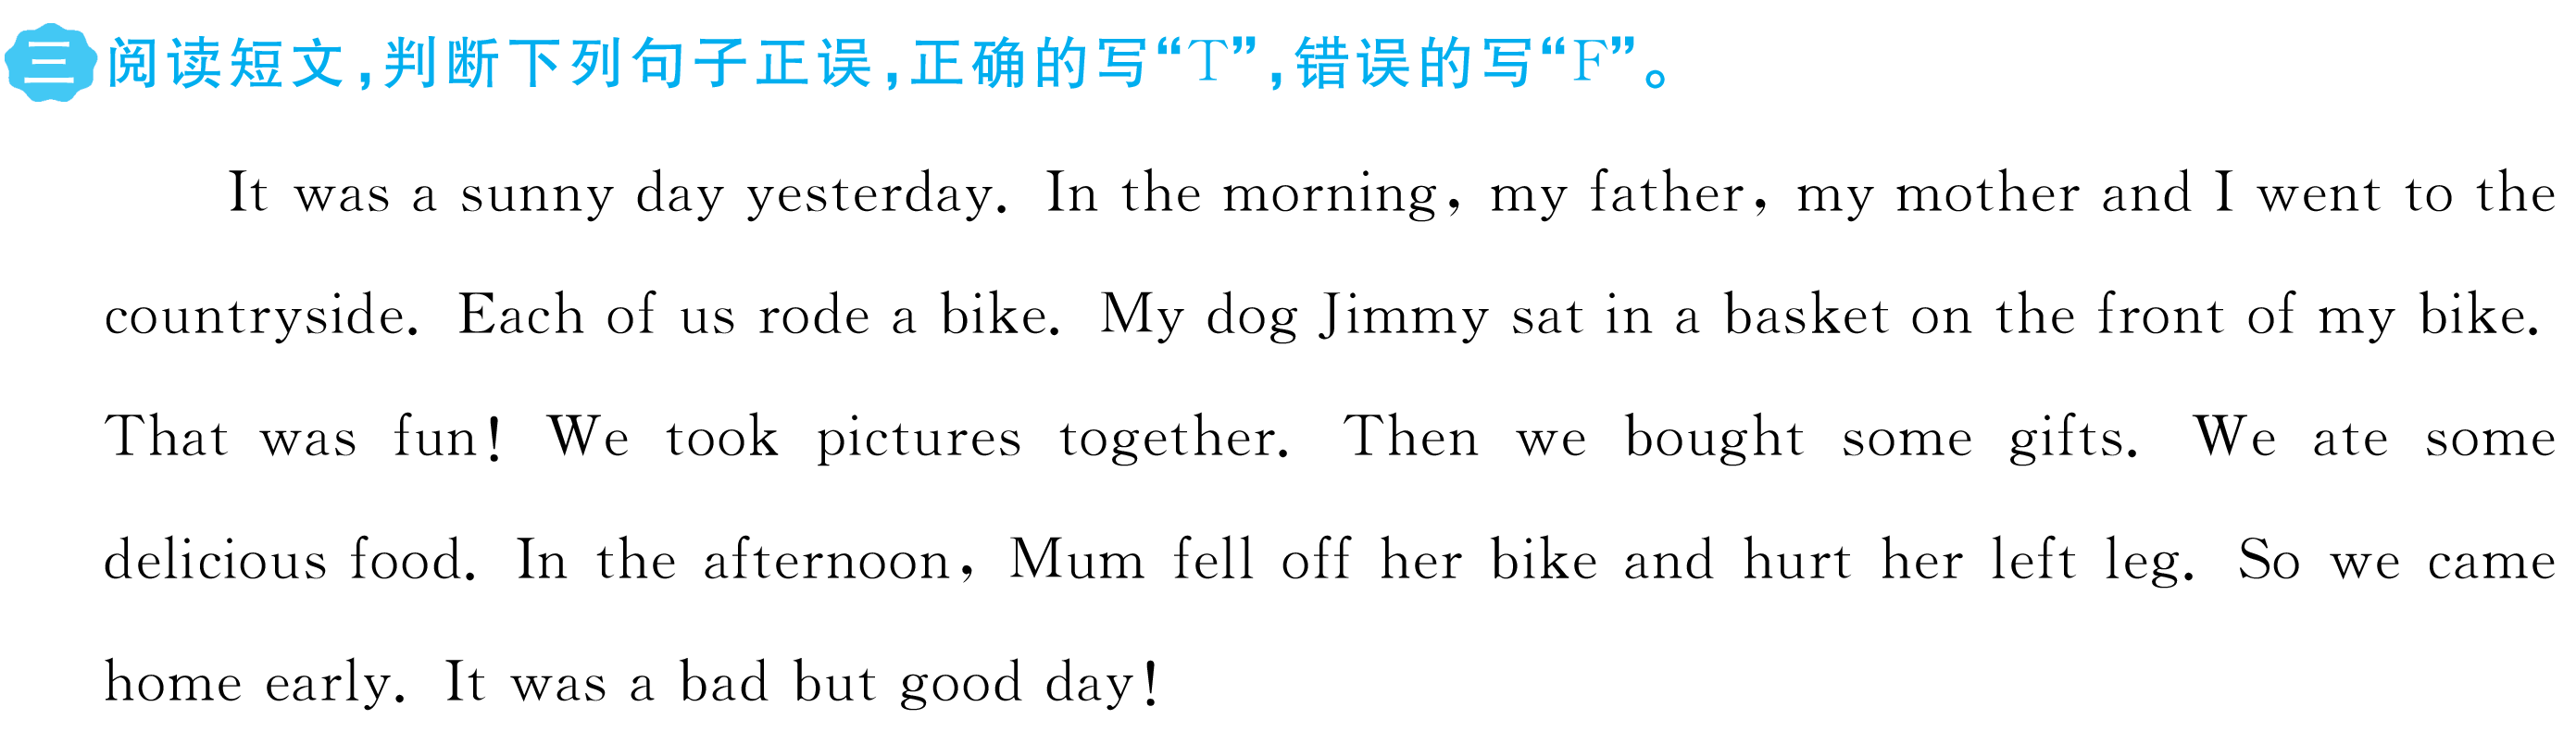 三 阅读短文,判断下列句子正误,正确的写“T”,错误的写“F”。
It was a sunny day yesterday. In the morning, my father, my mother and I went to the
countryside. Each of us rode a bike. My dog Jimmy sat in a basket on the front of my bike.
That was fun! We took pictures together. Then we bought some gifts. We ate some
delicious food. In the afternoon, Mum fell off her bike and hurt her left leg. So we came
home early. It was a bad but good day!